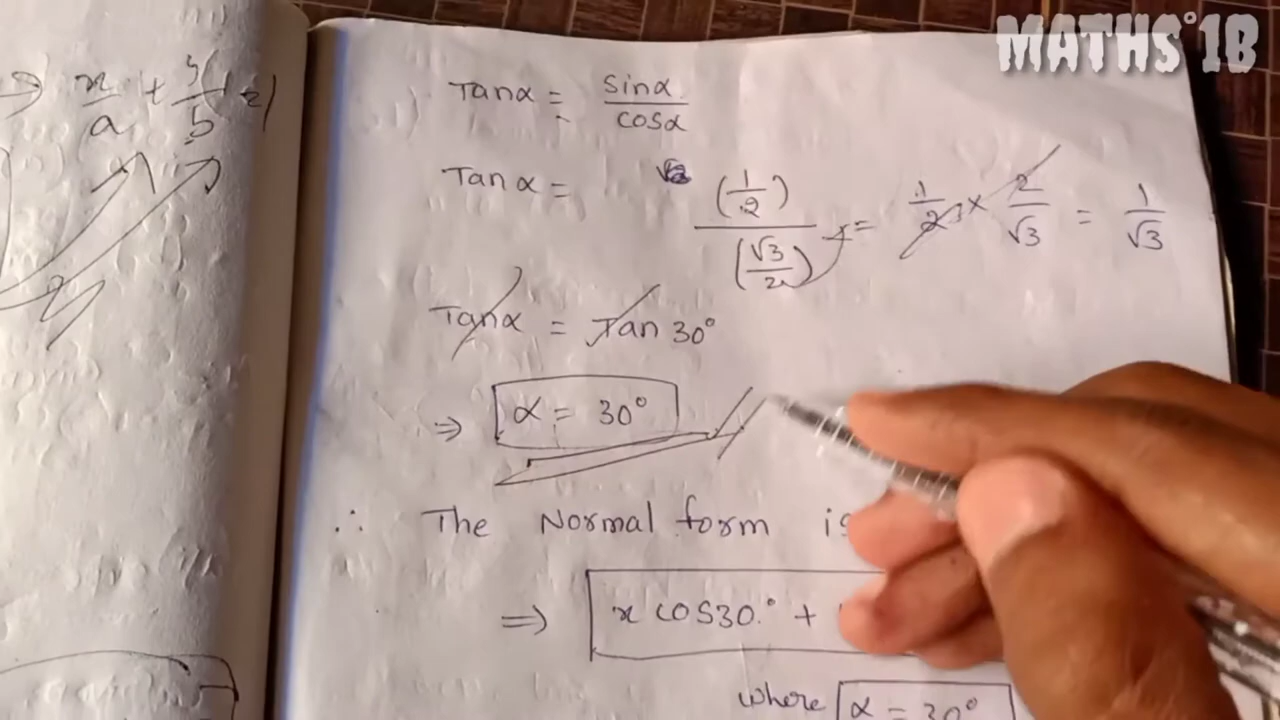 MATHS°1B
⇒ x/a + y/b
Tanα = sinα/cosα
Tanα = (1/2)/(√3/2) = 1/2 × 2/√3 = 1/√3
Tanα = Tan 30°
⇒ α = 30°
∴ The Normal form is
⇒ x cos30° +
where α = 30°